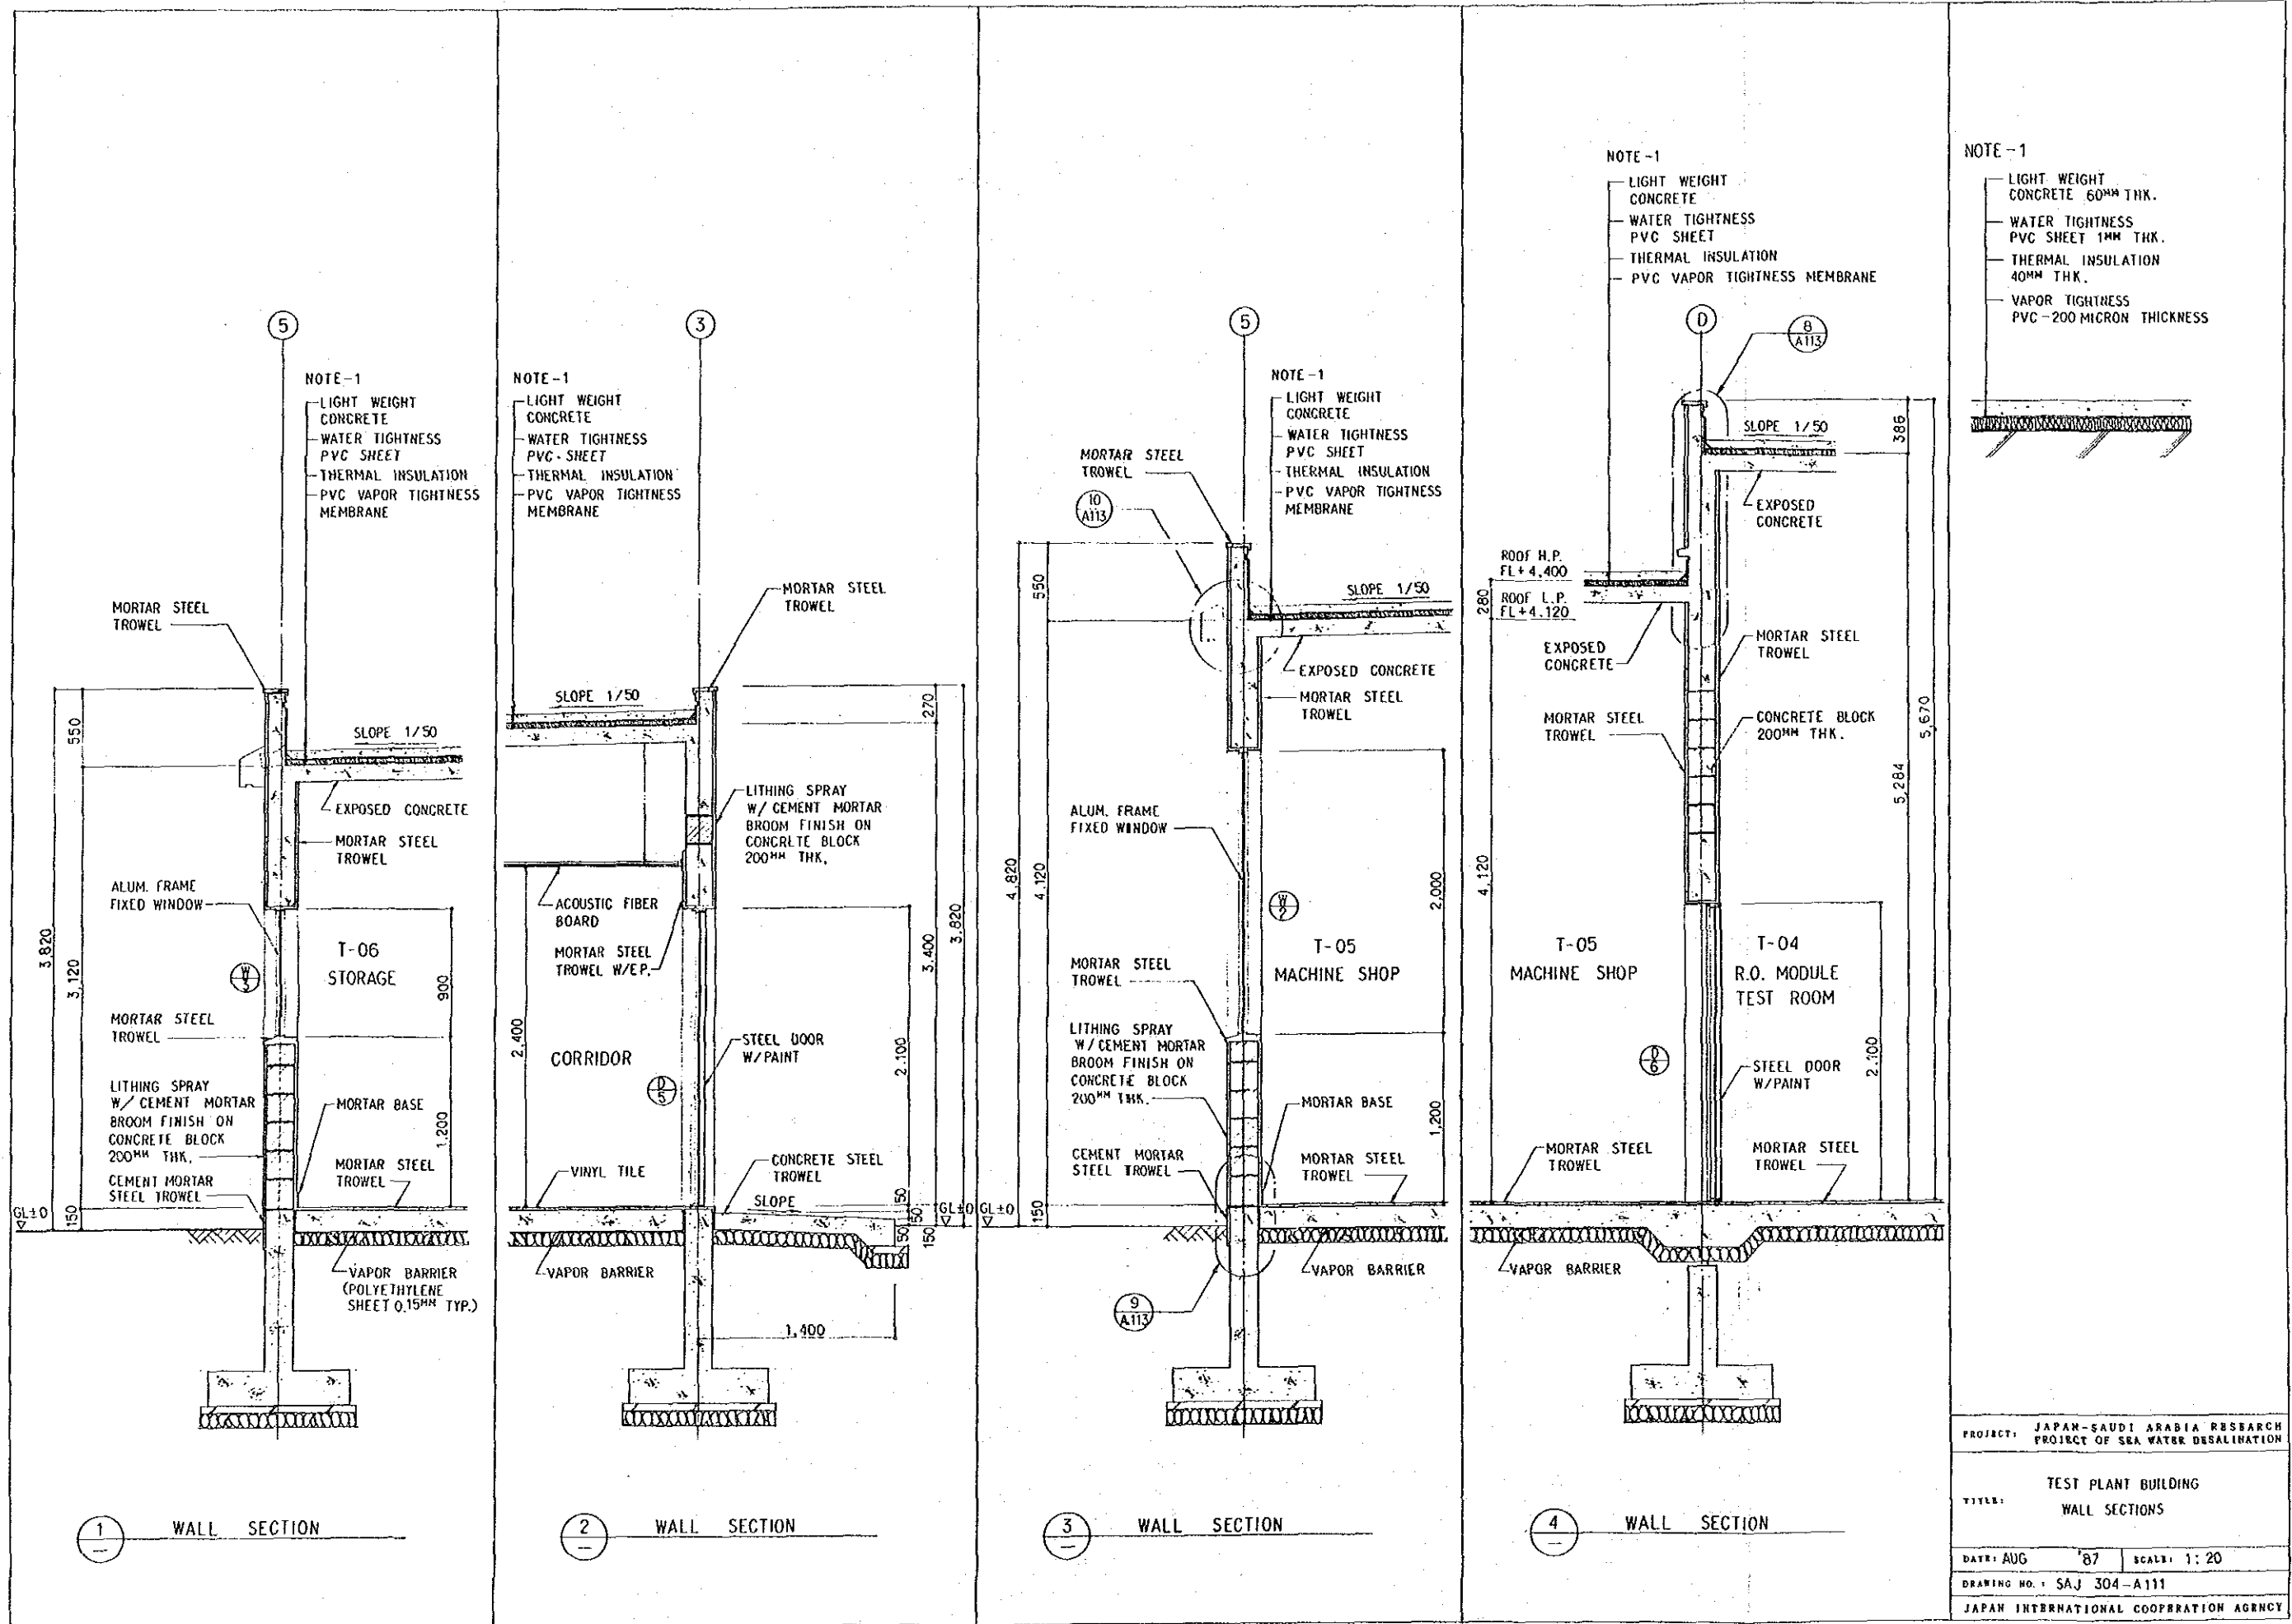 5
NOTE-1
LIGHT WEIGHT
CONCRETE
WATER TIGHTNESS
PVC SHEET
THERMAL INSULATION
PVC VAPOR TIGHTNESS
MEMBRANE
MORTAR STEEL
TROWEL
SLOPE 1/50
EXPOSED CONCRETE
MORTAR STEEL
TROWEL
ALUM. FRAME
FIXED WINDOW
T-06
STORAGE
W
3
MORTAR STEEL
TROWEL
LITHING SPRAY
W/ CEMENT MORTAR
BROOM FINISH ON
CONCRETE BLOCK
200MM THK.
CEMENT MORTAR
STEEL TROWEL
MORTAR BASE
MORTAR STEEL
TROWEL
VAPOR BARRIER
(POLYETHYLENE
SHEET 0.15MM TYP.)
550
3,820
3,120
900
1,200
150
GL±0
1
WALL SECTION
3
NOTE-1
LIGHT WEIGHT
CONCRETE
WATER TIGHTNESS
PVC-SHEET
THERMAL INSULATION
PVC VAPOR TIGHTNESS
MEMBRANE
MORTAR STEEL
TROWEL
SLOPE 1/50
LITHING SPRAY
W/ CEMENT MORTAR
BROOM FINISH ON
CONCRETE BLOCK
200MM THK.
ACOUSTIC FIBER
BOARD
MORTAR STEEL
TROWEL W/EP.
CORRIDOR
D
5
STEEL DOOR
W/PAINT
VINYL TILE
CONCRETE STEEL
TROWEL
SLOPE
VAPOR BARRIER
2,400
270
3,400
3,820
2,100
50
150
150
150
GL±0
1,400
2
WALL SECTION
5
NOTE-1
LIGHT WEIGHT
CONCRETE
WATER TIGHTNESS
PVC SHEET
THERMAL INSULATION
PVC VAPOR TIGHTNESS
MEMBRANE
MORTAR STEEL
TROWEL
10
A113
SLOPE 1/50
EXPOSED CONCRETE
MORTAR STEEL
TROWEL
ALUM. FRAME
FIXED WINDOW
W
2
T-05
MACHINE SHOP
MORTAR STEEL
TROWEL
LITHING SPRAY
W/CEMENT MORTAR
BROOM FINISH ON
CONCRETE BLOCK
200MM THK.
MORTAR BASE
CEMENT MORTAR
STEEL TROWEL
MORTAR STEEL
TROWEL
VAPOR BARRIER
9
A113
550
4,820
4,120
2,000
1,200
150
GL±0
3
WALL SECTION
NOTE-1
LIGHT WEIGHT
CONCRETE
WATER TIGHTNESS
PVC SHEET
THERMAL INSULATION
PVC VAPOR TIGHTNESS MEMBRANE
D
8
A113
SLOPE 1/50
386
EXPOSED
CONCRETE
ROOF H.P.
FL+4,400
280
ROOF L.P.
FL+4,120
EXPOSED
CONCRETE
MORTAR STEEL
TROWEL
MORTAR STEEL
TROWEL
CONCRETE BLOCK
200MM THK.
5,670
5,284
4,120
T-05
MACHINE SHOP
T-04
R.O. MODULE
TEST ROOM
D
6
STEEL DOOR
W/PAINT
2,100
MORTAR STEEL
TROWEL
MORTAR STEEL
TROWEL
VAPOR BARRIER
4
WALL SECTION
NOTE-1
LIGHT WEIGHT
CONCRETE 60MM THK.
WATER TIGHTNESS
PVC SHEET 1MM THK.
THERMAL INSULATION
40MM THK.
VAPOR TIGHTNESS
PVC-200 MICRON THICKNESS
PROJECT: JAPAN-SAUDI ARABIA RESEARCH
PROJECT OF SEA WATER DESALINATION
TITLE: TEST PLANT BUILDING
WALL SECTIONS
DATE: AUG '87 SCALE: 1:20
DRAWING NO.: SAJ 304-A111
JAPAN INTERNATIONAL COOPERATION AGENCY